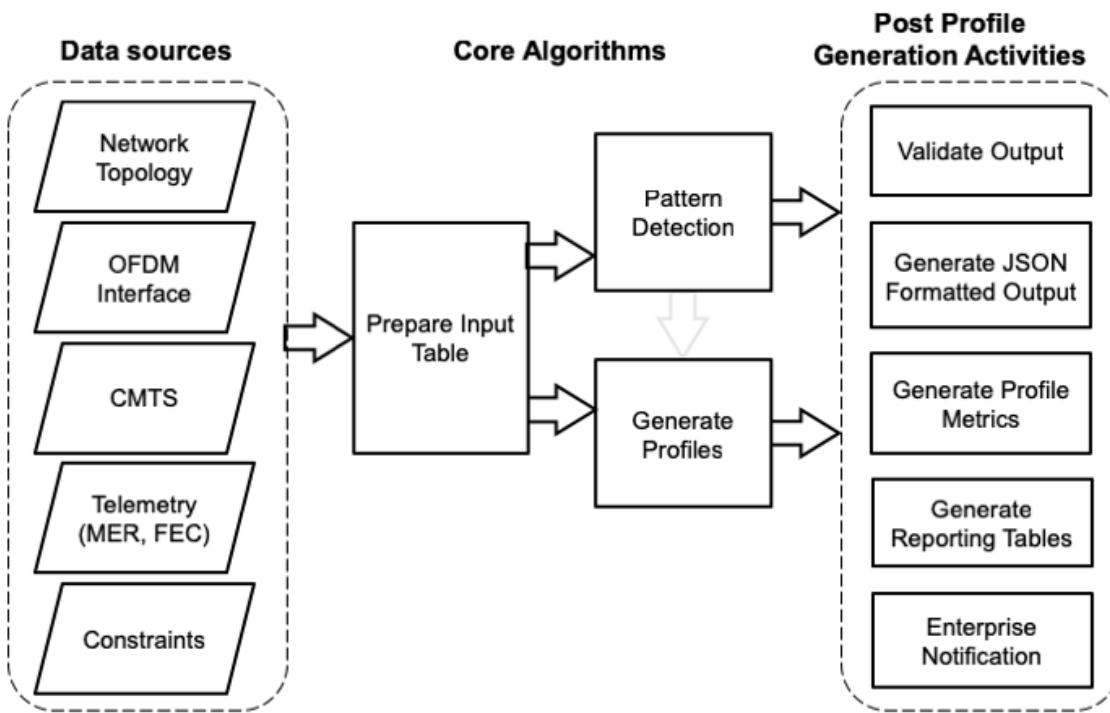 Data sources
Core Algorithms
Post Profile
Generation Activities
Network
Topology
OFDM
Interface
CMTS
Telemetry
(MER, FEC)
Constraints
Prepare Input
Table
Pattern
Detection
Generate
Profiles
Validate Output
Generate JSON
Formatted Output
Generate Profile
Metrics
Generate
Reporting Tables
Enterprise
Notification